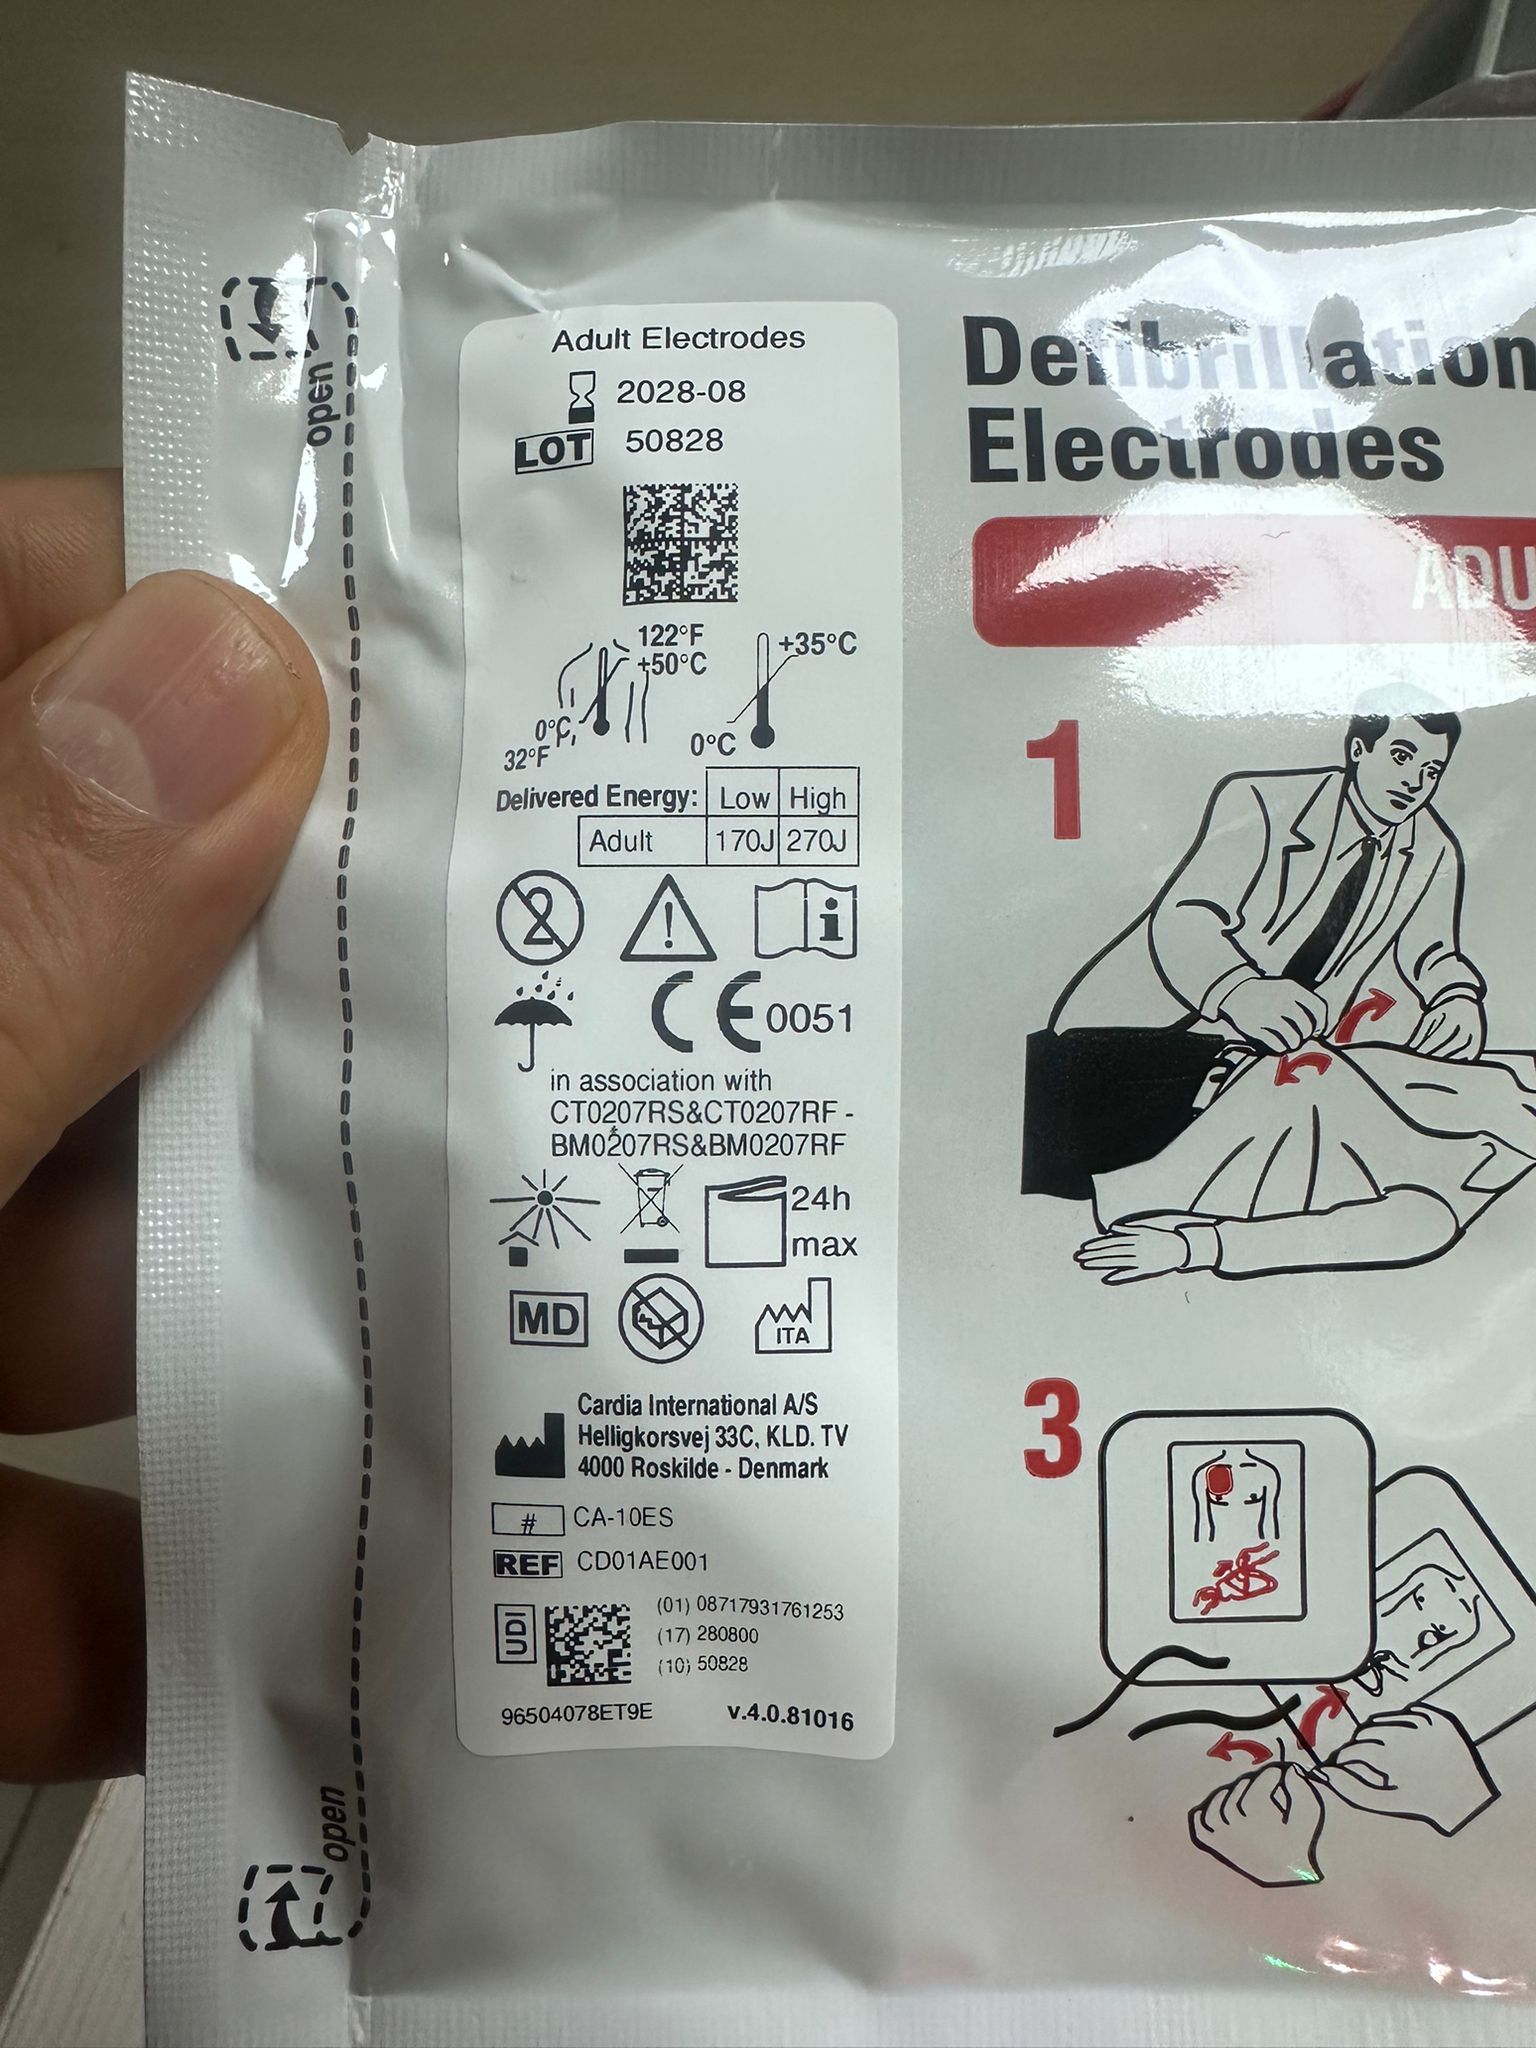 open
Adult Electrodes
2028-08
LOT 50828
122°F
+50°C
0°C
32°F
+35°C
0°C
Delivered Energy: Low High
Adult 170J 270J
2
!
i
CE 0051
in association with
CT0207RS&CT0207RF -
BM0207RS&BM0207RF
24h
max
MD
ITA
Cardia International A/S
Helligkorsvej 33C, KLD. TV
4000 Roskilde - Denmark
# CA-10ES
REF CD01AE001
UDI
(01) 08717931761253
(17) 280800
(10) 50828
96504078ET9E v.4.0.81016
open
Defibrillation
Electrodes
1
3